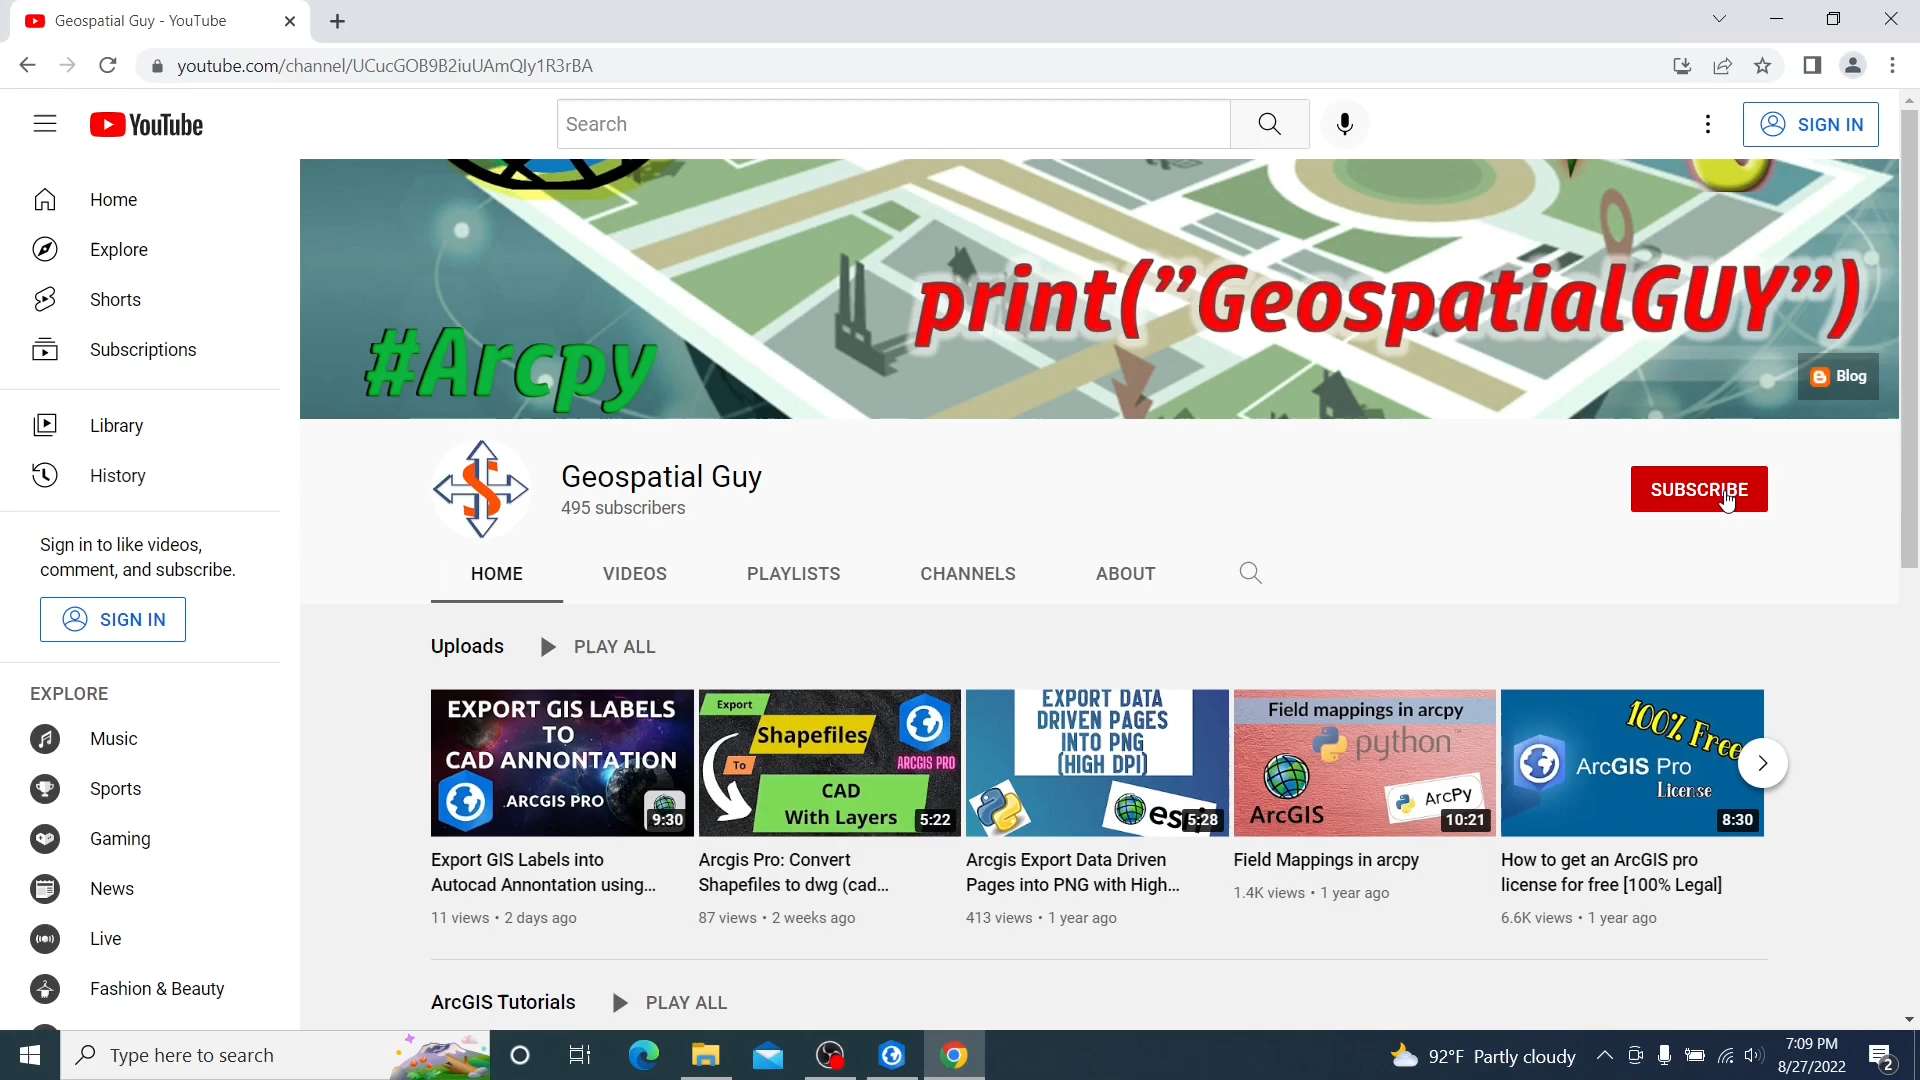 Geospatial Guy - YouTube
youtube.com/channel/UCucGOB9B2iuUAmQIy1R3rBA
YouTube
Search
SIGN IN
Home
Explore
Shorts
Subscriptions
Library
History
Sign in to like videos,
comment, and subscribe.
SIGN IN
EXPLORE
Music
Sports
Gaming
News
Live
Fashion & Beauty
#Arcpy
print("GeospatialGUY")
Blog
Geospatial Guy
495 subscribers
SUBSCRIBE
HOME
VIDEOS
PLAYLISTS
CHANNELS
ABOUT
Uploads
PLAY ALL
EXPORT GIS LABELS
TO
CAD ANNONTATION
ARCGIS PRO
9:30
Export GIS Labels into
Autocad Annontation using...
11 views • 2 days ago
Export
Shapefiles
To
ARCGIS PRO
CAD
With Layers
5:22
Arcgis Pro: Convert
Shapefiles to dwg (cad...
87 views • 2 weeks ago
EXPORT DATA
DRIVEN PAGES
INTO PNG
(HIGH DPI)
5:28
Arcgis Export Data Driven
Pages into PNG with High...
413 views • 1 year ago
Field mappings in arcpy
python
ArcGIS
ArcPy
10:21
Field Mappings in arcpy
1.4K views • 1 year ago
100% Free
ArcGIS Pro
License
8:30
How to get an ArcGIS pro
license for free [100% Legal]
6.6K views • 1 year ago
ArcGIS Tutorials
PLAY ALL
Type here to search
92°F Partly cloudy
7:09 PM
8/27/2022
2